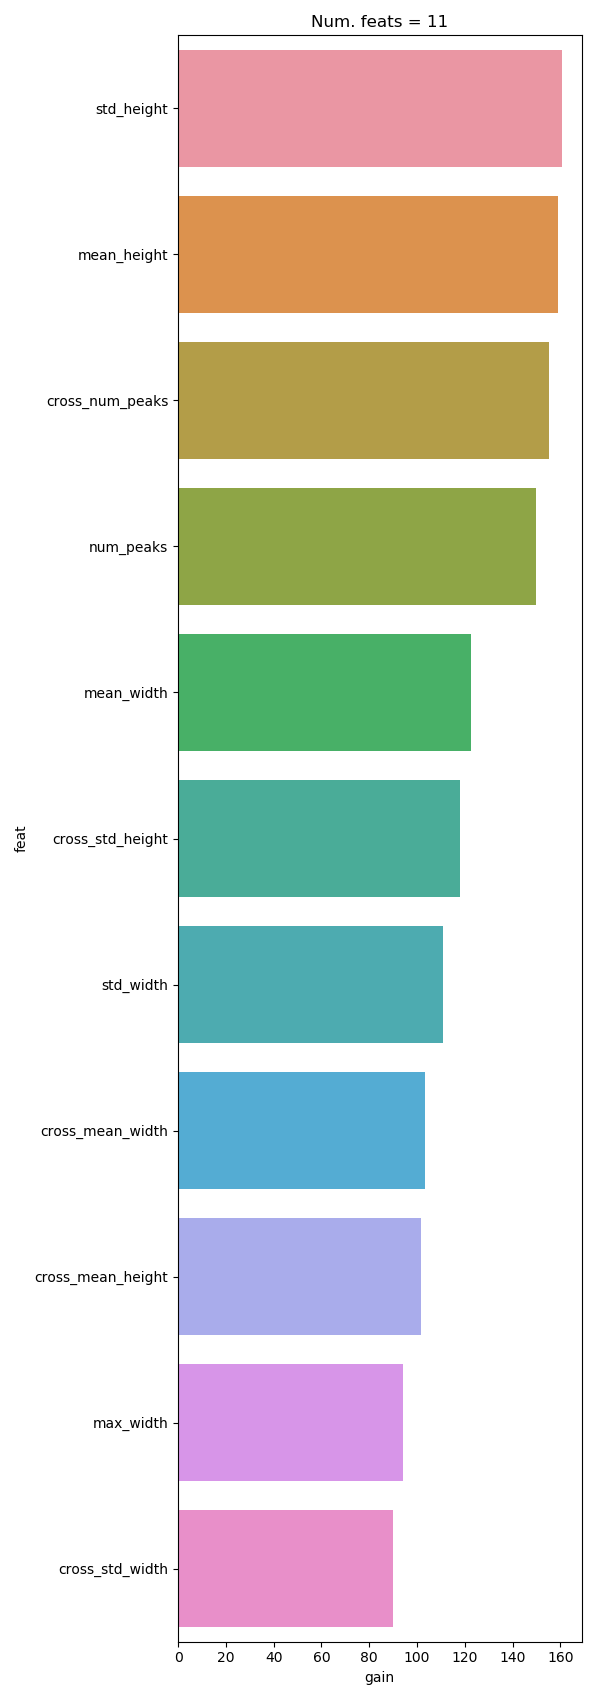 Num. feats = 11
std_height
mean_height
cross_num_peaks
num_peaks
mean_width
cross_std_height
feat
std_width
cross_mean_width
cross_mean_height
max_width
cross_std_width
0 20 40 60 80 100 120 140 160
gain